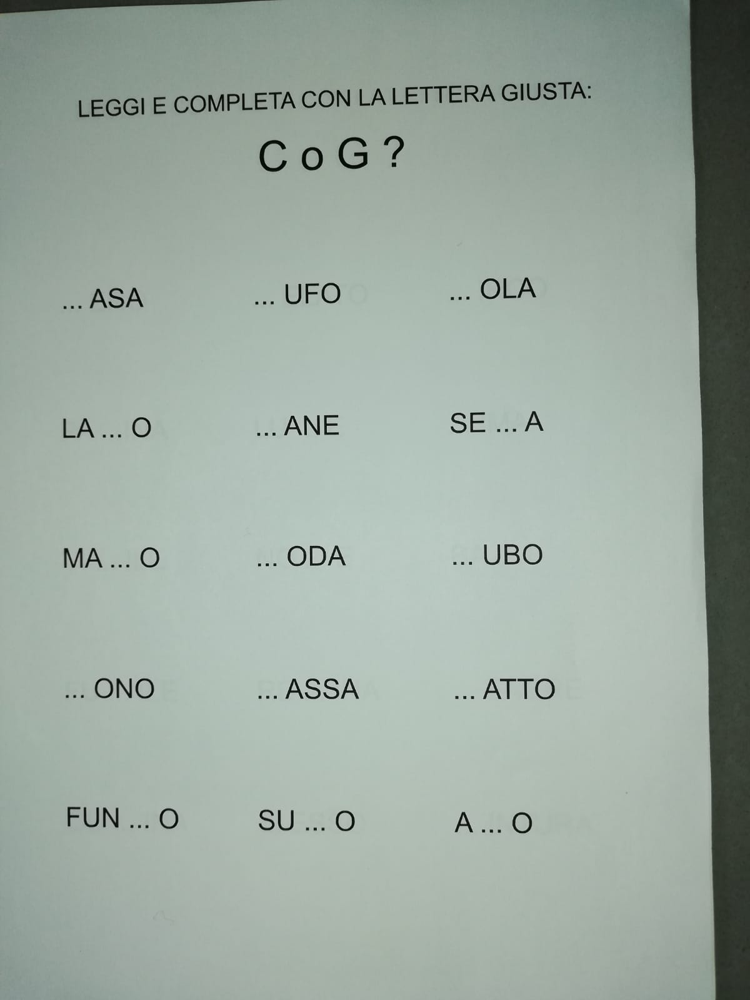 LEGGI E COMPLETA CON LA LETTERA GIUSTA:
C o G ?
... ASA ... UFO ... OLA
LA ... O ... ANE SE ... A
MA ... O ... ODA ... UBO
... ONO ... ASSA ... ATTO
FUN ... O SU ... O A ... O